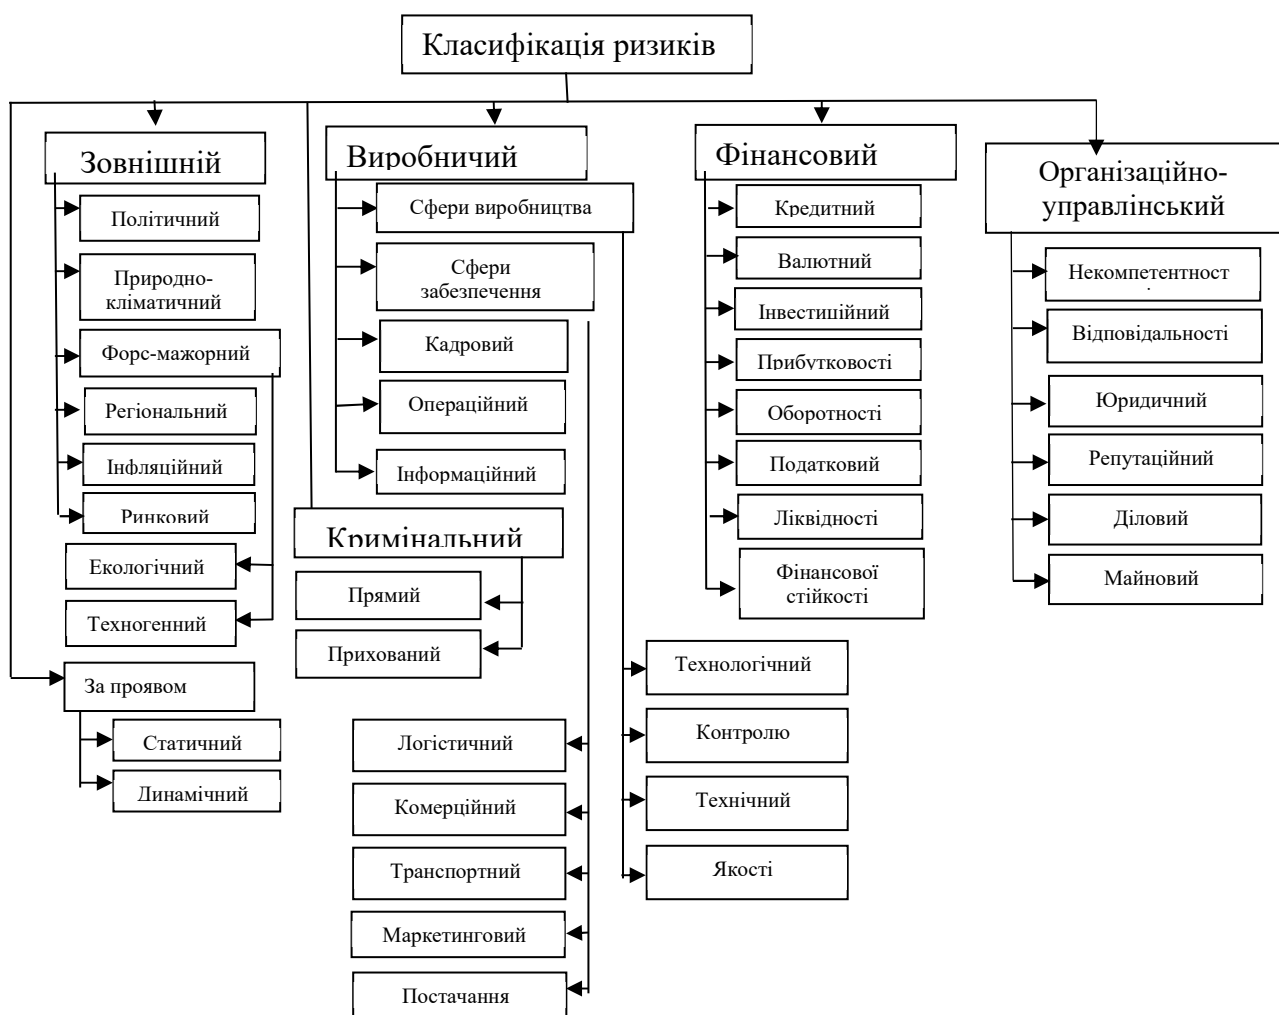 Класифікація ризиків
Зовнішній
Політичний
Природно-
кліматичний
Форс-мажорний
Регіональний
Інфляційний
Ринковий
Екологічний
Техногенний
За проявом
Статичний
Динамічний
Виробничий
Сфери виробництва
Сфери
забезпечення
Кадровий
Операційний
Інформаційний
Кримінальний
Прямий
Прихований
Логістичний
Комерційний
Транспортний
Маркетинговий
Постачання
Технологічний
Контролю
Технічний
Якості
Фінансовий
Кредитний
Валютний
Інвестиційний
Прибутковості
Оборотності
Податковий
Ліквідності
Фінансової
стійкості
Організаційно-
управлінський
Некомпетентност
і
Відповідальності
Юридичний
Репутаційний
Діловий
Майновий